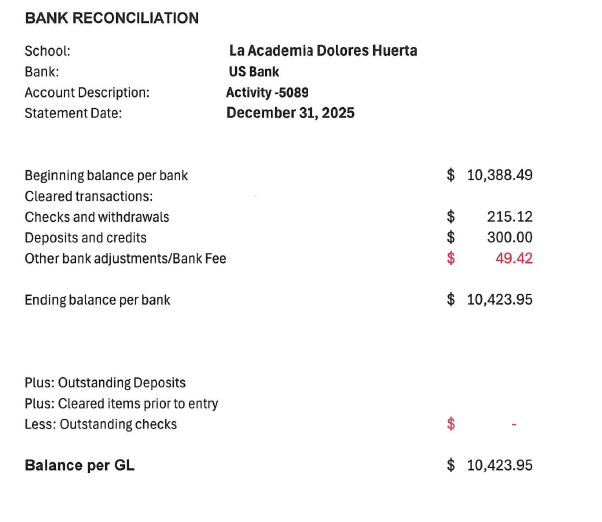 BANK RECONCILIATION
School: La Academia Dolores Huerta
Bank: US Bank
Account Description: Activity -5089
Statement Date: December 31, 2025
Beginning balance per bank $ 10,388.49
Cleared transactions:
Checks and withdrawals $ 215.12
Deposits and credits $ 300.00
Other bank adjustments/Bank Fee $ 49.42
Ending balance per bank $ 10,423.95
Plus: Outstanding Deposits
Plus: Cleared items prior to entry
Less: Outstanding checks $ -
Balance per GL $ 10,423.95